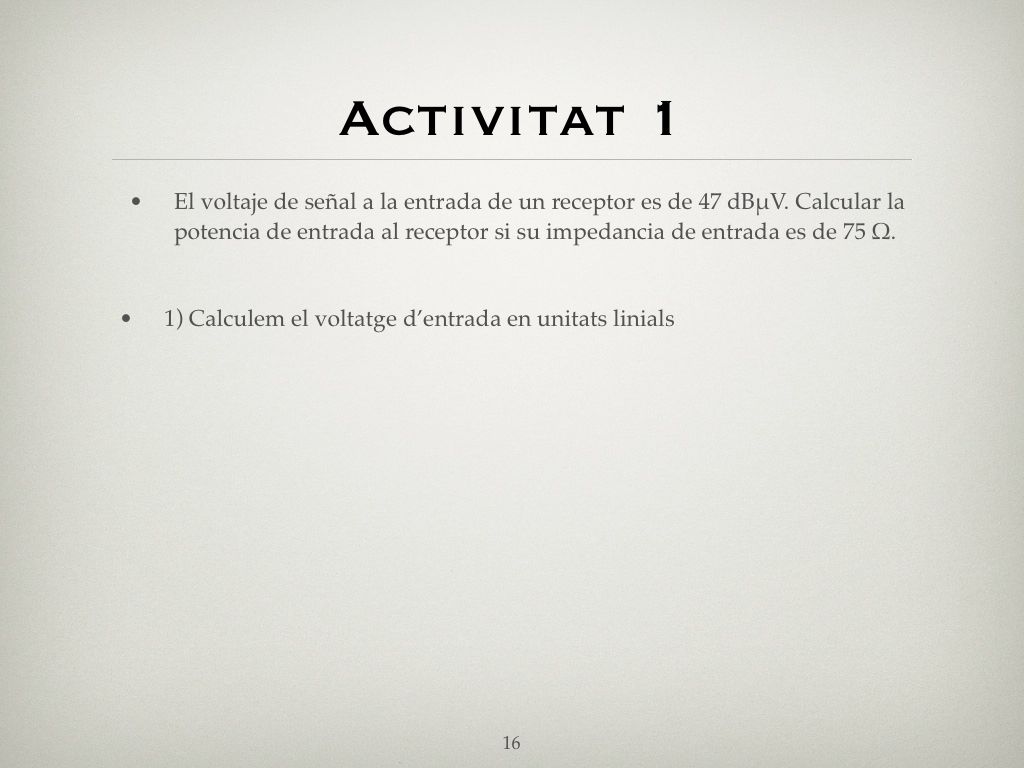 Activitat 1
• El voltaje de señal a la entrada de un receptor es de 47 dBµV. Calcular la
potencia de entrada al receptor si su impedancia de entrada es de 75 Ω.
• 1) Calculem el voltatge d’entrada en unitats linials
16